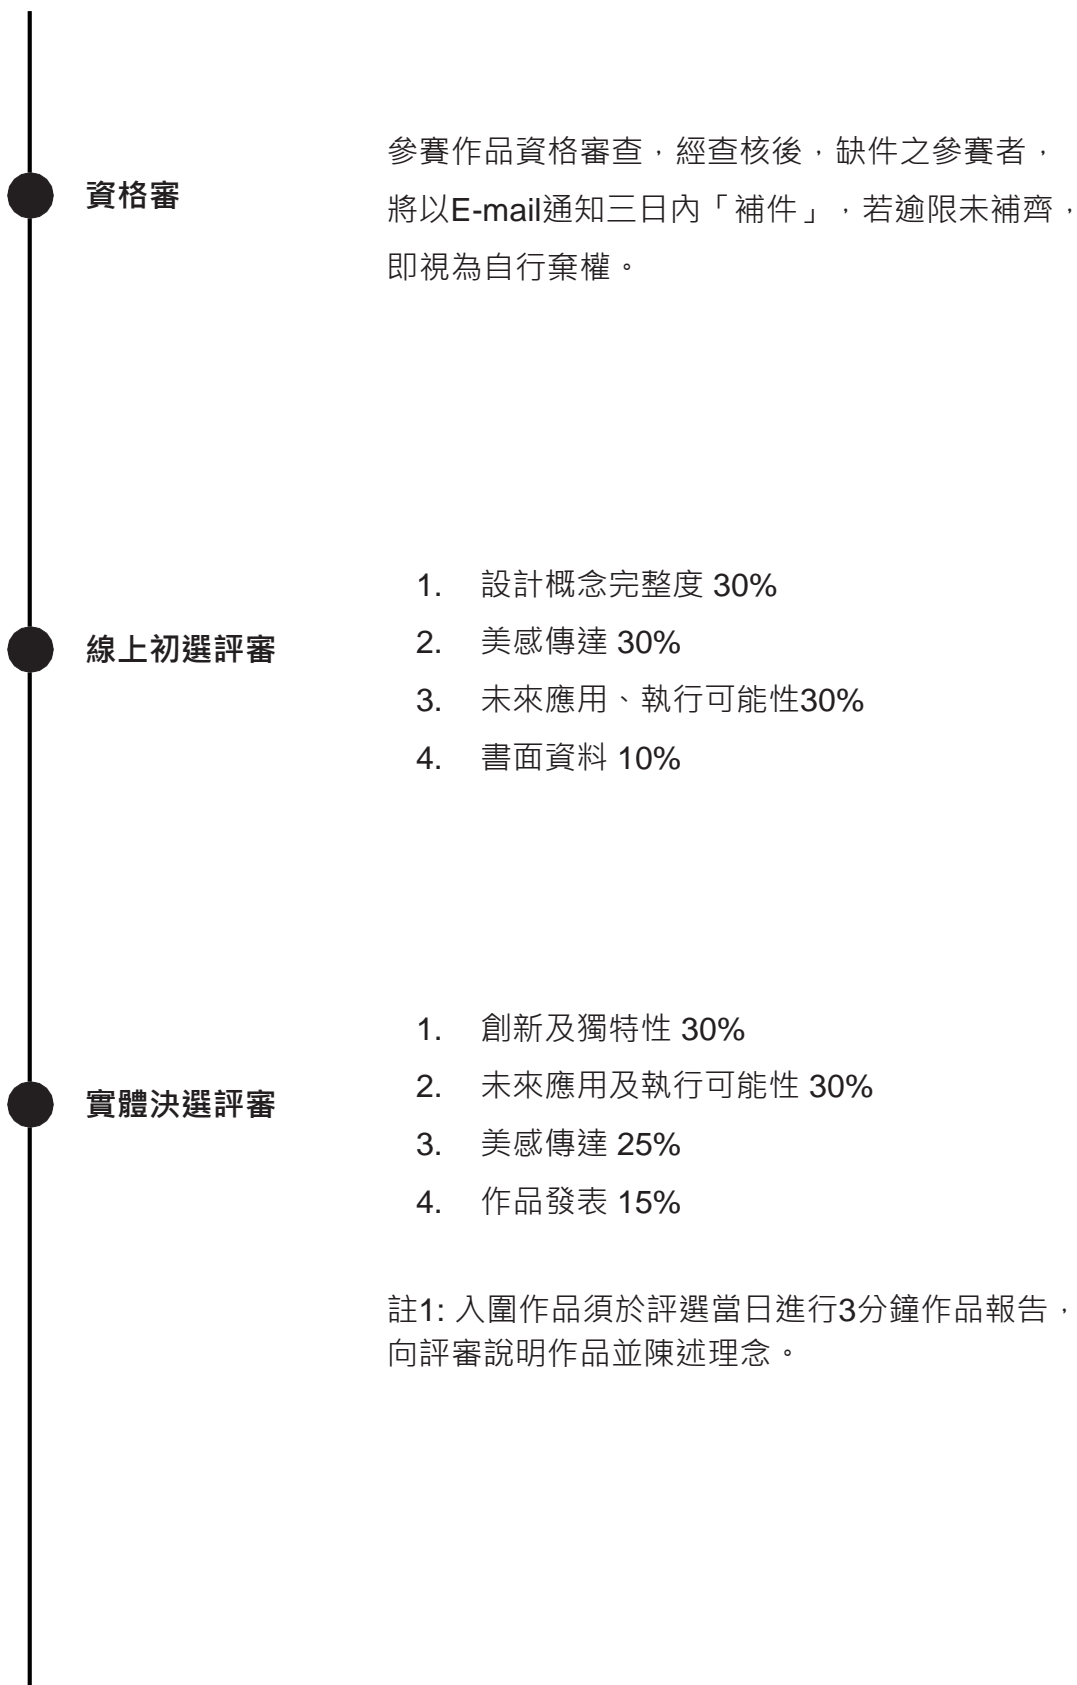 資格審
參賽作品資格審查，經查核後，缺件之參賽者，
將以E-mail通知三日內「補件」，若逾限未補齊，
即視為自行棄權。
線上初選評審
1. 設計概念完整度 30%
2. 美感傳達 30%
3. 未來應用、執行可能性30%
4. 書面資料 10%
實體決選評審
1. 創新及獨特性 30%
2. 未來應用及執行可能性 30%
3. 美感傳達 25%
4. 作品發表 15%
註1: 入圍作品須於評選當日進行3分鐘作品報告，
向評審說明作品並陳述理念。